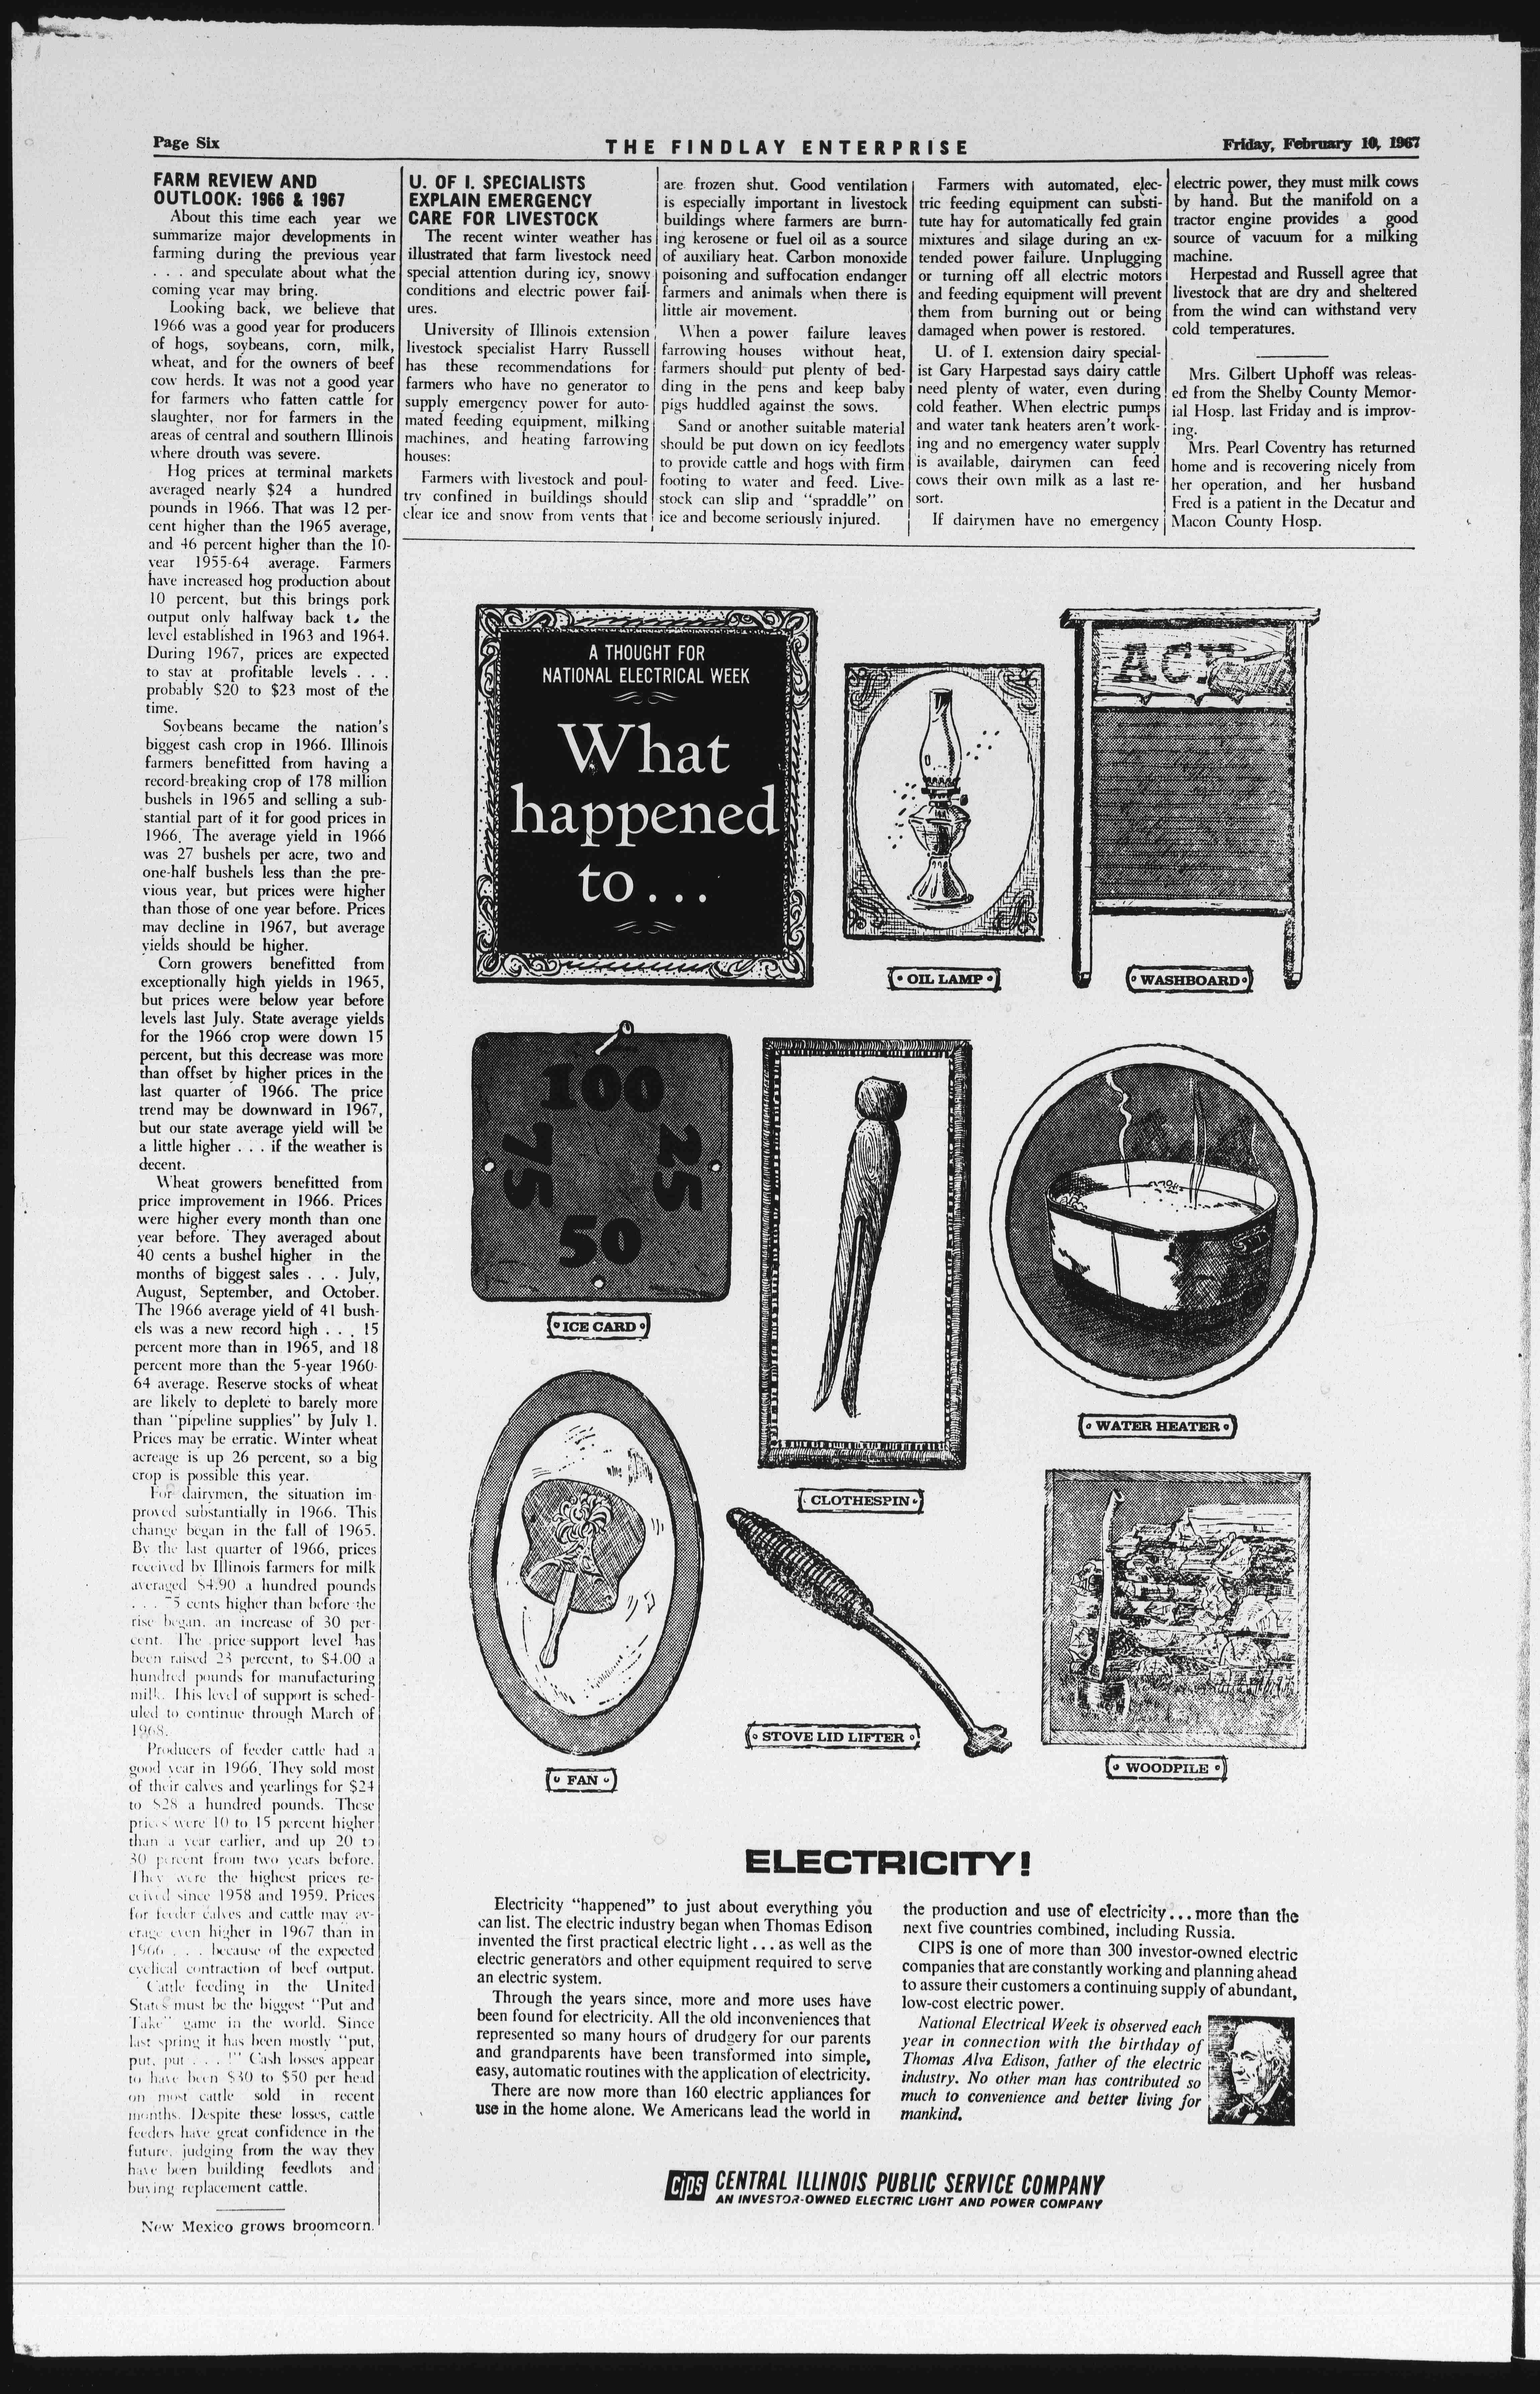 Page Six
THE FINDLAY ENTERPRISE
Friday, February 10, 1967
FARM REVIEW AND
OUTLOOK: 1966 & 1967
About this time each year we
summarize major developments in
farming during the previous year
. . . and speculate about what the
coming year may bring.
Looking back, we believe that
1966 was a good year for producers
of hogs, soybeans, corn, milk,
wheat, and for the owners of beef
cow herds. It was not a good year
for farmers who fatten cattle for
slaughter, nor for farmers in the
areas of central and southern Illinois
where drouth was severe.
Hog prices at terminal markets
averaged nearly $24 a hundred
pounds in 1966. That was 12 per-
cent higher than the 1965 average,
and 46 percent higher than the 10-
year 1955-64 average. Farmers
have increased hog production about
10 percent, but this brings pork
output only halfway back to the
level established in 1963 and 1964.
During 1967, prices are expected
to stay at profitable levels . . .
probably $20 to $23 most of the
time.
Soybeans became the nation's
biggest cash crop in 1966. Illinois
farmers benefitted from having a
record-breaking crop of 178 million
bushels in 1965 and selling a sub-
stantial part of it for good prices in
1966. The average yield in 1966
was 27 bushels per acre, two and
one-half bushels less than the pre-
vious year, but prices were higher
than those of one year before. Prices
may decline in 1967, but average
yields should be higher.
Corn growers benefitted from
exceptionally high yields in 1965,
but prices were below year before
levels last July. State average yields
for the 1966 crop were down 15
percent, but this decrease was more
than offset by higher prices in the
last quarter of 1966. The price
trend may be downward in 1967,
but our state average yield will be
a little higher . . . if the weather is
decent.
Wheat growers benefitted from
price improvement in 1966. Prices
were higher every month than one
year before. They averaged about
40 cents a bushel higher in the
months of biggest sales . . . July,
August, September, and October.
The 1966 average yield of 41 bush-
els was a new record high . . . 15
percent more than in 1965, and 18
percent more than the 5-year 1960-
64 average. Reserve stocks of wheat
are likely to deplete to barely more
than "pipeline supplies" by July 1.
Prices may be erratic. Winter wheat
acreage is up 26 percent, so a big
crop is possible this year.
For dairymen, the situation im-
proved substantially in 1966. This
change began in the fall of 1965.
By the last quarter of 1966, prices
received by Illinois farmers for milk
averaged $4.90 a hundred pounds
. . . 75 cents higher than before the
rise began, an increase of 30 per-
cent. The price-support level has
been raised 23 percent, to $4.00 a
hundred pounds for manufacturing
milk. This level of support is sched-
uled to continue through March of
1968.
Producers of feeder cattle had a
good year in 1966. They sold most
of their calves and yearlings for $24
to $28 a hundred pounds. These
prices were 10 to 15 percent higher
than a year earlier, and up 20 to
30 percent from two years before.
They were the highest prices re-
ceived since 1958 and 1959. Prices
for feeder calves and cattle may av-
erage even higher in 1967 than in
1966 . . . because of the expected
cyclical contraction of beef output.
Cattle feeding in the United
States must be the biggest "Put and
Take" game in the world. Since
last spring it has been mostly "put,
put, put . . . !" Cash losses appear
to have been $30 to $50 per head
on most cattle sold in recent
months. Despite these losses, cattle
feeders have great confidence in the
future, judging from the way they
have been building feedlots and
buying replacement cattle.
New Mexico grows broomcorn.
U. OF I. SPECIALISTS
EXPLAIN EMERGENCY
CARE FOR LIVESTOCK
The recent winter weather has
illustrated that farm livestock need
special attention during icy, snowy
conditions and electric power fail-
ures.
University of Illinois extension
livestock specialist Harry Russell
has these recommendations for
farmers who have no generator to
supply emergency power for auto-
mated feeding equipment, milking
machines, and heating farrowing
houses:
Farmers with livestock and poul-
try confined in buildings should
clear ice and snow from vents that
are frozen shut. Good ventilation
is especially important in livestock
buildings where farmers are burn-
ing kerosene or fuel oil as a source
of auxiliary heat. Carbon monoxide
poisoning and suffocation endanger
farmers and animals when there is
little air movement.
When a power failure leaves
farrowing houses without heat,
farmers should put plenty of bed-
ding in the pens and keep baby
pigs huddled against the sows.
Sand or another suitable material
should be put down on icy feedlots
to provide cattle and hogs with firm
footing to water and feed. Live-
stock can slip and "spraddle" on
ice and become seriously injured.
Farmers with automated, elec-
tric feeding equipment can substi-
tute hay for automatically fed grain
mixtures and silage during an ex-
tended power failure. Unplugging
or turning off all electric motors
and feeding equipment will prevent
them from burning out or being
damaged when power is restored.
U. of I. extension dairy special-
ist Gary Harpestad says dairy cattle
need plenty of water, even during
cold feather. When electric pumps
and water tank heaters aren't work-
ing and no emergency water supply
is available, dairymen can feed
cows their own milk as a last re-
sort.
If dairymen have no emergency
electric power, they must milk cows
by hand. But the manifold on a
tractor engine provides a good
source of vacuum for a milking
machine.
Herpestad and Russell agree that
livestock that are dry and sheltered
from the wind can withstand very
cold temperatures.
Mrs. Gilbert Uphoff was releas-
ed from the Shelby County Memor-
ial Hosp. last Friday and is improv-
ing.
Mrs. Pearl Coventry has returned
home and is recovering nicely from
her operation, and her husband
Fred is a patient in the Decatur and
Macon County Hosp.
A THOUGHT FOR
NATIONAL ELECTRICAL WEEK
What
happened
to...
OIL LAMP
ACT
WASHBOARD
100
75
25
50
ICE CARD
CLOTHESPIN
WATER HEATER
FAN
STOVE LID LIFTER
WOODPILE
ELECTRICITY!
Electricity "happened" to just about everything you
can list. The electric industry began when Thomas Edison
invented the first practical electric light... as well as the
electric generators and other equipment required to serve
an electric system.
Through the years since, more and more uses have
been found for electricity. All the old inconveniences that
represented so many hours of drudgery for our parents
and grandparents have been transformed into simple,
easy, automatic routines with the application of electricity.
There are now more than 160 electric appliances for
use in the home alone. We Americans lead the world in
the production and use of electricity... more than the
next five countries combined, including Russia.
CIPS is one of more than 300 investor-owned electric
companies that are constantly working and planning ahead
to assure their customers a continuing supply of abundant,
low-cost electric power.
National Electrical Week is observed each
year in connection with the birthday of
Thomas Alva Edison, father of the electric
industry. No other man has contributed so
much to convenience and better living for
mankind.
CIPS CENTRAL ILLINOIS PUBLIC SERVICE COMPANY
AN INVESTOR-OWNED ELECTRIC LIGHT AND POWER COMPANY